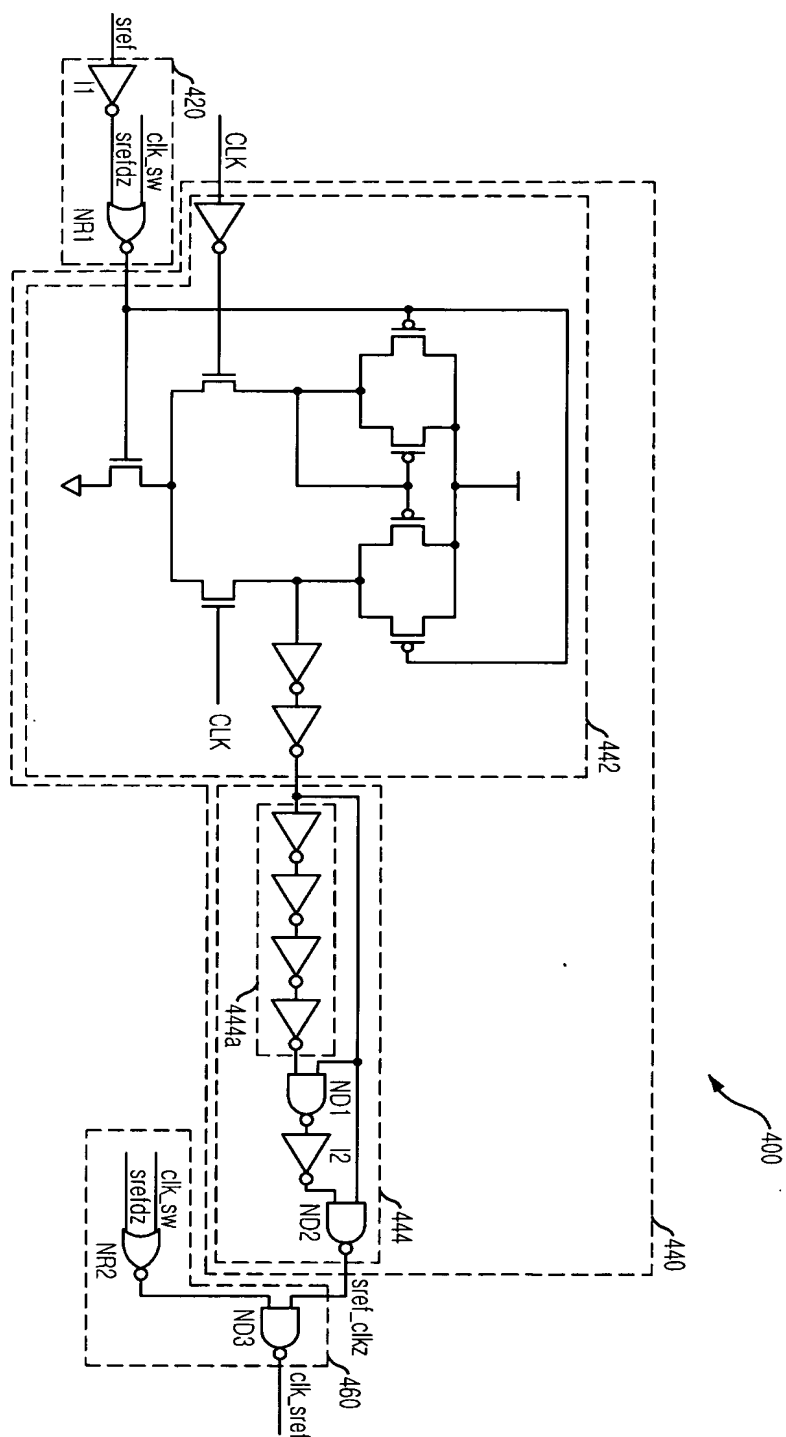 400
440
442
CLK
CLK
420
sref
I1
clk_sw
srefdz
NR1
444
444a
ND1
I2
ND2
sref_clkz
460
clk_sw
srefdz
NR2
ND3
clk_sref